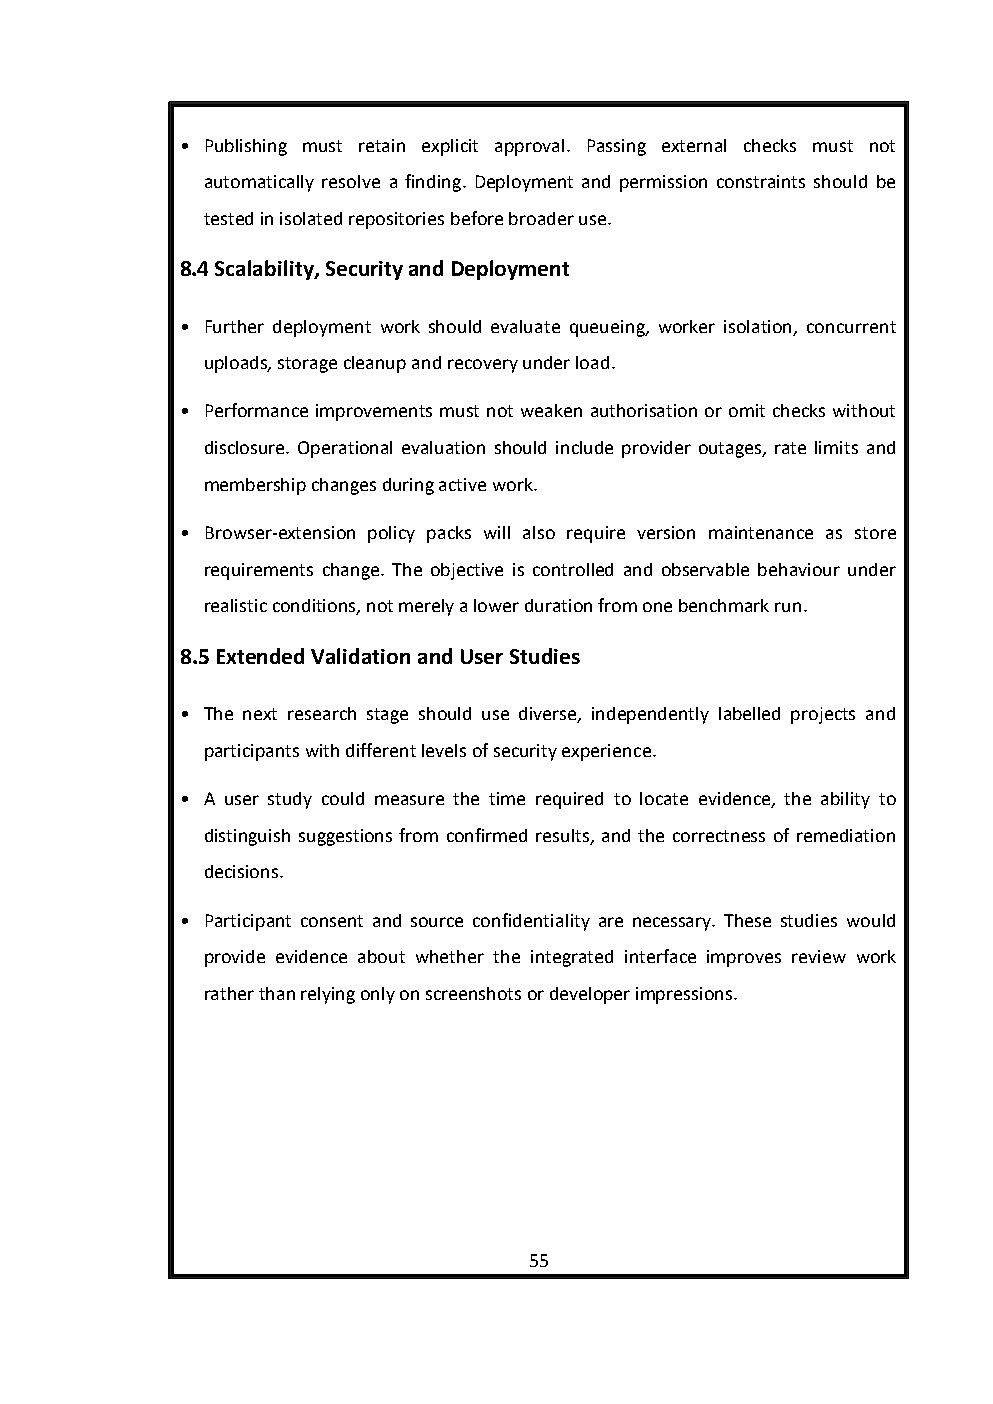 • Publishing must retain explicit approval. Passing external checks must not
automatically resolve a finding. Deployment and permission constraints should be
tested in isolated repositories before broader use.
8.4 Scalability, Security and Deployment
• Further deployment work should evaluate queueing, worker isolation, concurrent
uploads, storage cleanup and recovery under load.
• Performance improvements must not weaken authorisation or omit checks without
disclosure. Operational evaluation should include provider outages, rate limits and
membership changes during active work.
• Browser-extension policy packs will also require version maintenance as store
requirements change. The objective is controlled and observable behaviour under
realistic conditions, not merely a lower duration from one benchmark run.
8.5 Extended Validation and User Studies
• The next research stage should use diverse, independently labelled projects and
participants with different levels of security experience.
• A user study could measure the time required to locate evidence, the ability to
distinguish suggestions from confirmed results, and the correctness of remediation
decisions.
• Participant consent and source confidentiality are necessary. These studies would
provide evidence about whether the integrated interface improves review work
rather than relying only on screenshots or developer impressions.
55